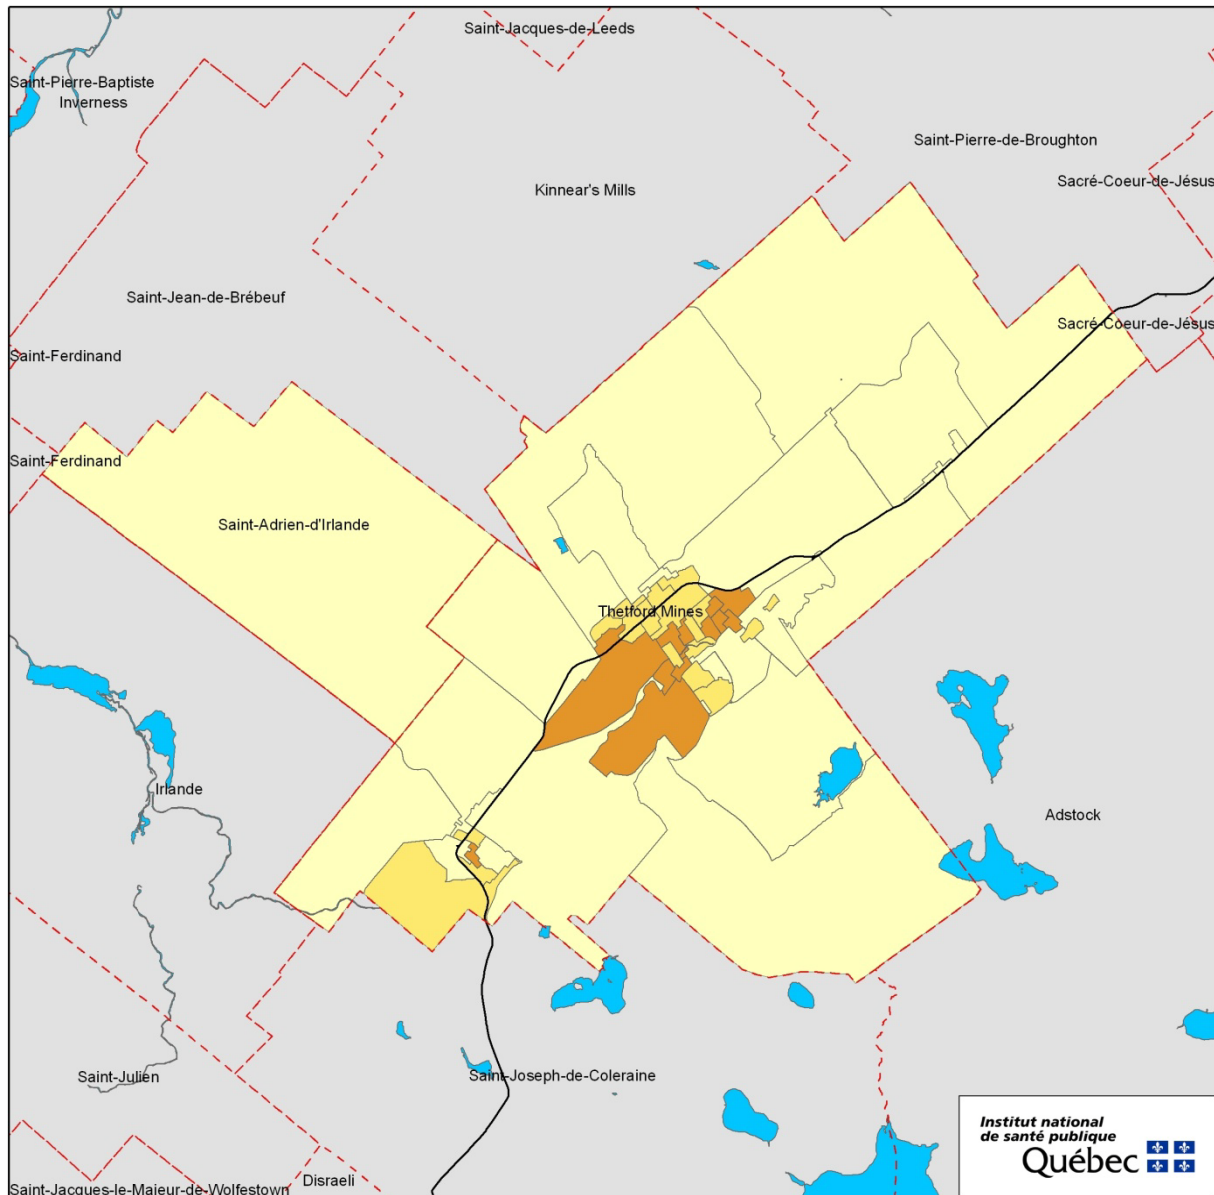 Saint-Jacques-de-Leeds
Saint-Pierre-Baptiste
Inverness
Saint-Pierre-de-Broughton
Sacré-Coeur-de-Jésus
Kinnear's Mills
Saint-Jean-de-Brébeuf
Sacré-Coeur-de-Jésus
Saint-Ferdinand
Saint-Ferdinand
Saint-Adrien-d'Irlande
Thetford Mines
Irlande
Adstock
Saint-Julien
Saint-Joseph-de-Coleraine
Institut national
de santé publique
Québec
Disraeli
Saint-Jacques-le-Majeur-de-Wolfestown